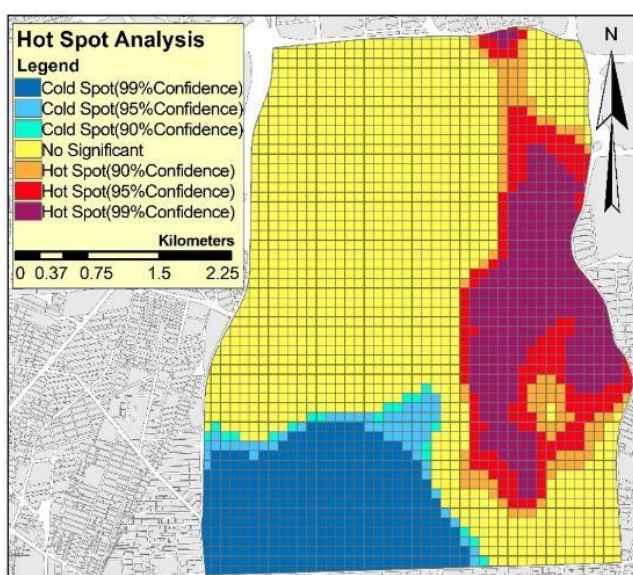 Hot Spot Analysis
Legend
Cold Spot(99%Confidence)
Cold Spot(95%Confidence)
Cold Spot(90%Confidence)
No Significant
Hot Spot(90%Confidence)
Hot Spot(95%Confidence)
Hot Spot(99%Confidence)
Kilometers
0 0.37 0.75 1.5 2.25
N